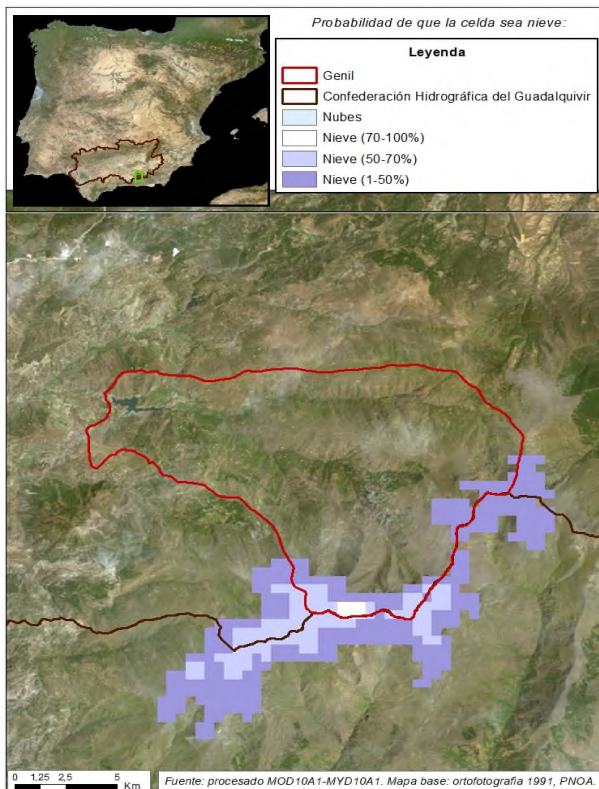 Probabilidad de que la celda sea nieve:
Leyenda
Genil
Confederación Hidrográfica del Guadalquivir
Nubes
Nieve (70-100%)
Nieve (50-70%)
Nieve (1-50%)
0 1,25 2,5 5
Km
Fuente: procesado MOD10A1-MYD10A1. Mapa base: ortofotografía 1991, PNOA.